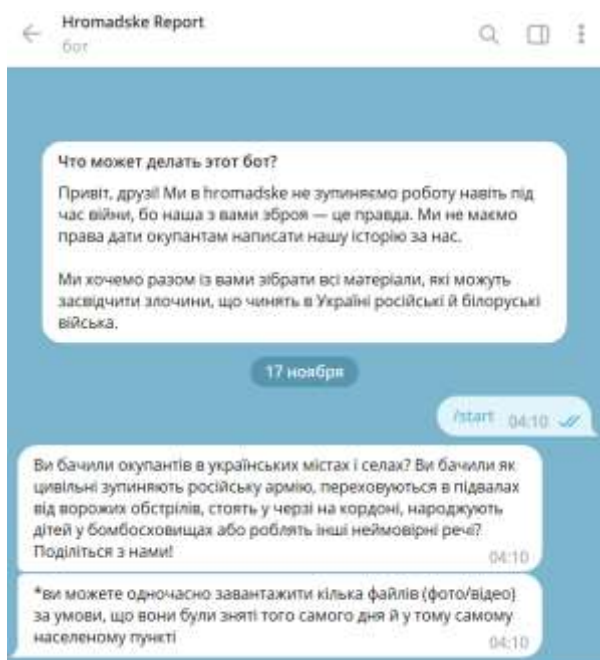 Hromadske Report
бот
Что может делать этот бот?
Привіт, друзі! Ми в hromadske не зупиняємо роботу навіть під
час війни, бо наша з вами зброя — це правда. Ми не маємо
права дати окупантам написати нашу історію за нас.
Ми хочемо разом із вами зібрати всі матеріали, які можуть
засвідчити злочини, що чинять в Україні російські й білоруські
війська.
17 ноября
/start 04:10
Ви бачили окупантів в українських містах і селах? Ви бачили як
цивільні зупиняють російську армію, переховуються в підвалах
від ворожих обстрілів, стоять у черзі на кордоні, народжують
дітей у бомбосховищах або роблять інші неймовірні речі?
Поділіться з нами!
04:10
*ви можете одночасно завантажити кілька файлів (фото/відео)
за умови, що вони були зняті того самого дня й у тому самому
населеному пункті
04:10